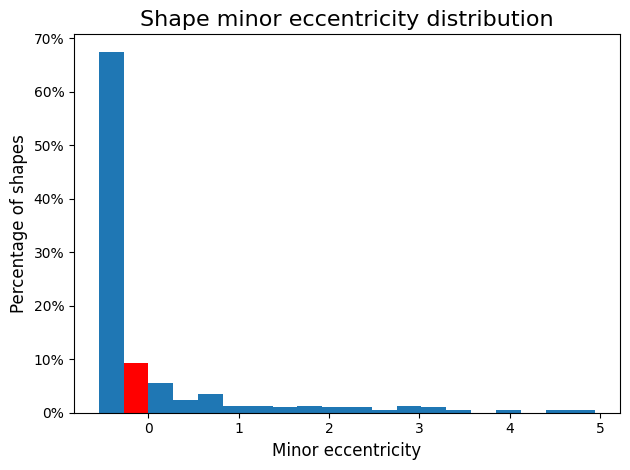 Shape minor eccentricity distribution
70%
60%
50%
40%
30%
20%
10%
0%
Percentage of shapes
0 1 2 3 4 5
Minor eccentricity